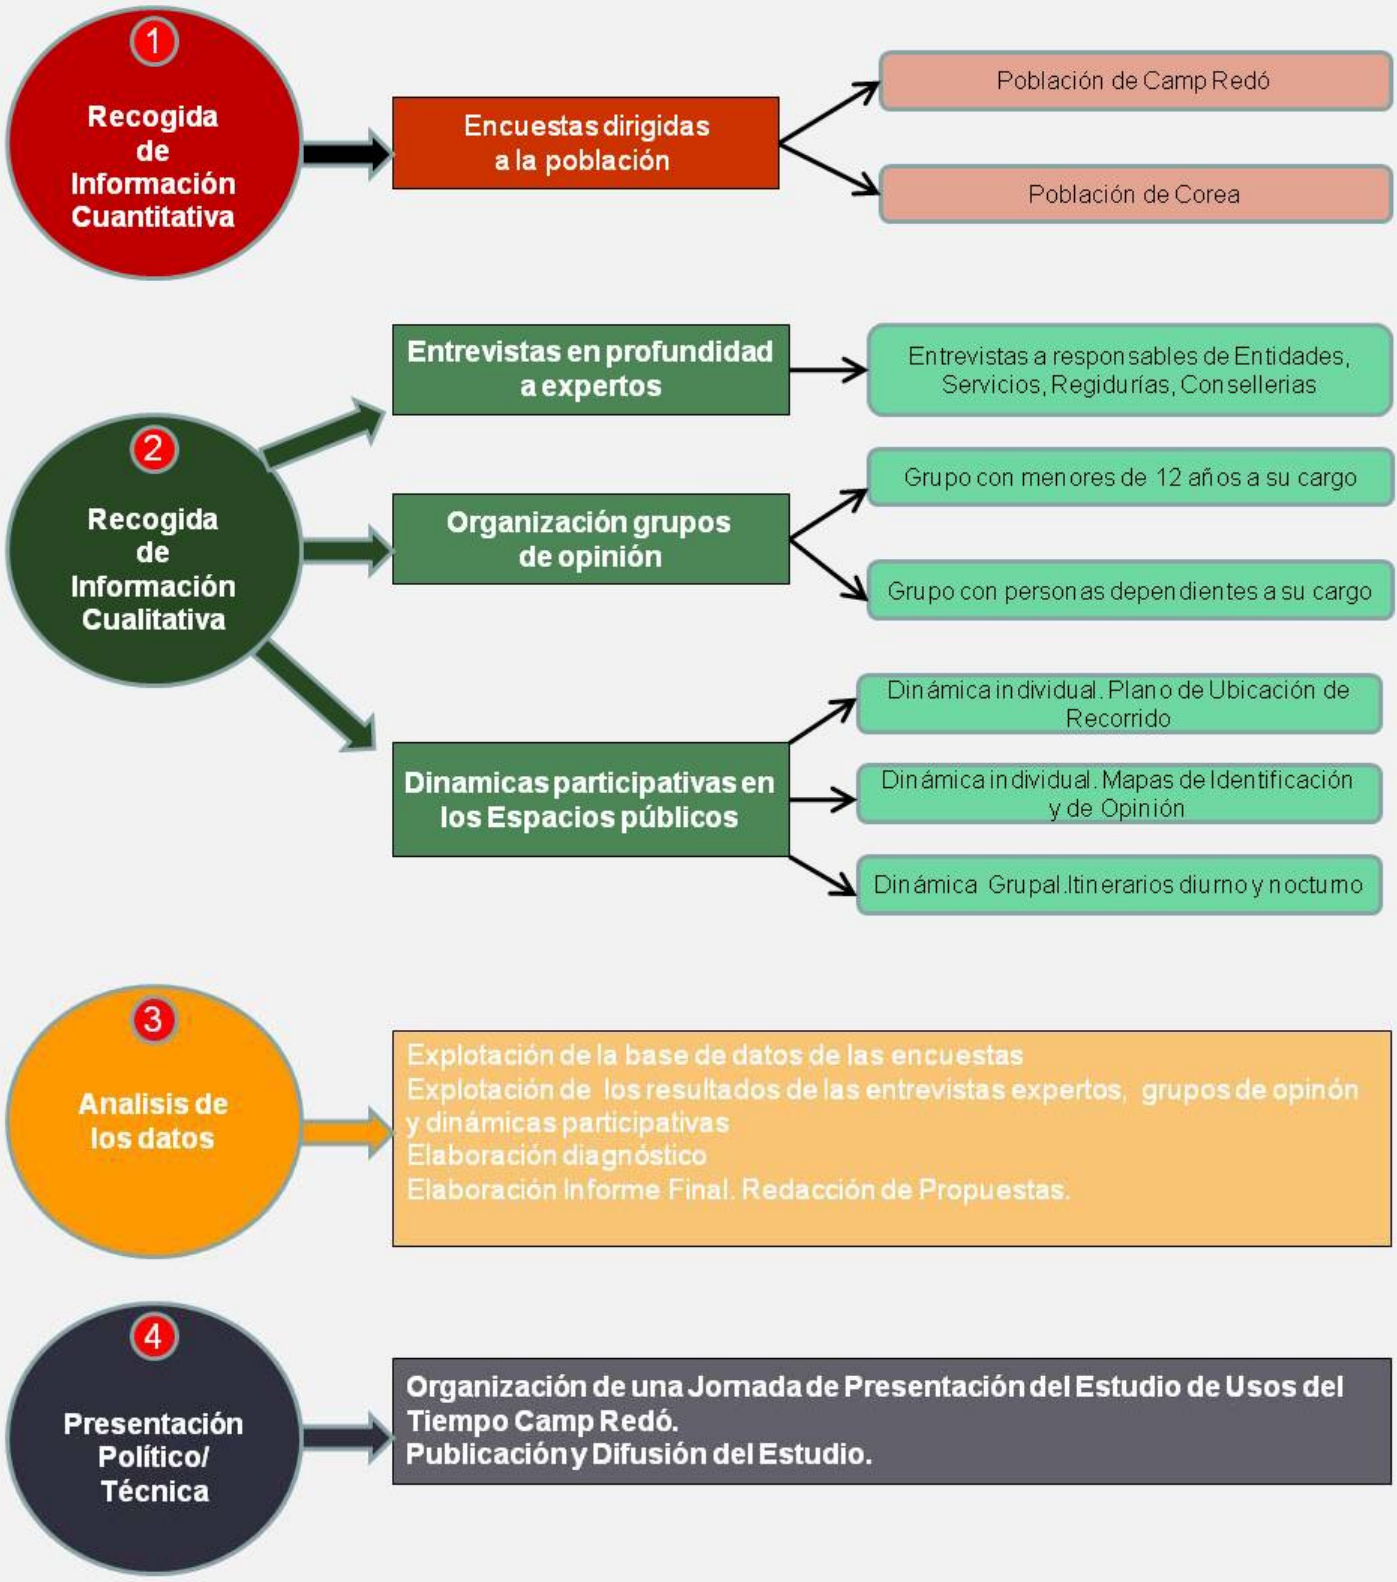 1
Recogida
de
Información
Cuantitativa
Encuestas dirigidas
a la población
Población de Camp Redó
Población de Corea
2
Recogida
de
Información
Cualitativa
Entrevistas en profundidad
a expertos
Entrevistas a responsables de Entidades,
Servicios, Regidurías, Consellerias
Organización grupos
de opinión
Grupo con menores de 12 años a su cargo
Grupo con personas dependientes a su cargo
Dinamicas participativas en
los Espacios públicos
Dinámica individual. Plano de Ubicación de
Recorrido
Dinámica individual. Mapas de Identificación
y de Opinión
Dinámica Grupal.Itinerarios diurno y nocturno
3
Analisis de
los datos
Explotación de la base de datos de las encuestas
Explotación de los resultados de las entrevistas expertos, grupos de opinón
y dinámicas participativas
Elaboración diagnóstico
Elaboración Informe Final. Redacción de Propuestas.
4
Presentación
Político/
Técnica
Organización de una Jornada de Presentación del Estudio de Usos del
Tiempo Camp Redó.
Publicación y Difusión del Estudio.